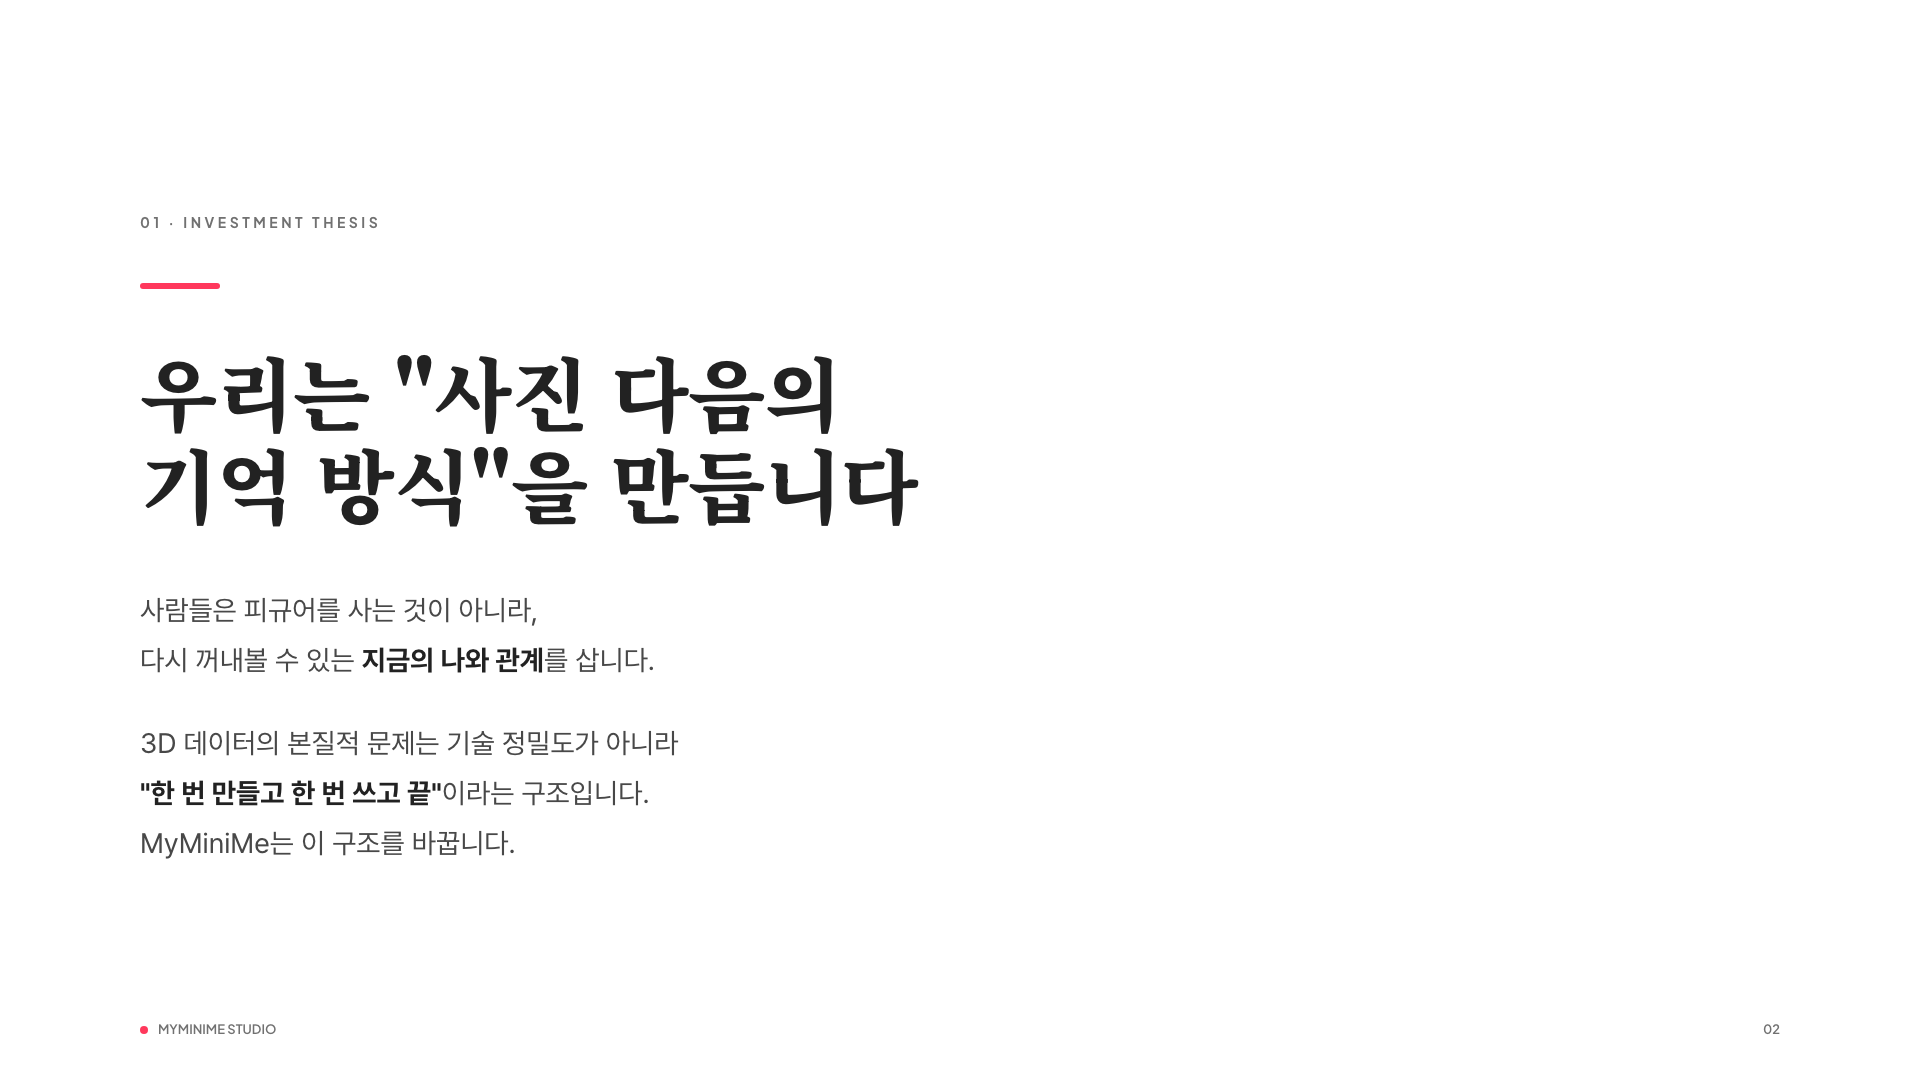 01 · INVESTMENT THESIS
우리는 "사진 다음의
기억 방식"을 만듭니다
사람들은 피규어를 사는 것이 아니라,
다시 꺼내볼 수 있는 지금의 나와 관계를 삽니다.
3D 데이터의 본질적 문제는 기술 정밀도가 아니라
"한 번 만들고 한 번 쓰고 끝"이라는 구조입니다.
MyMiniMe는 이 구조를 바꿉니다.
MYMINIME STUDIO
02